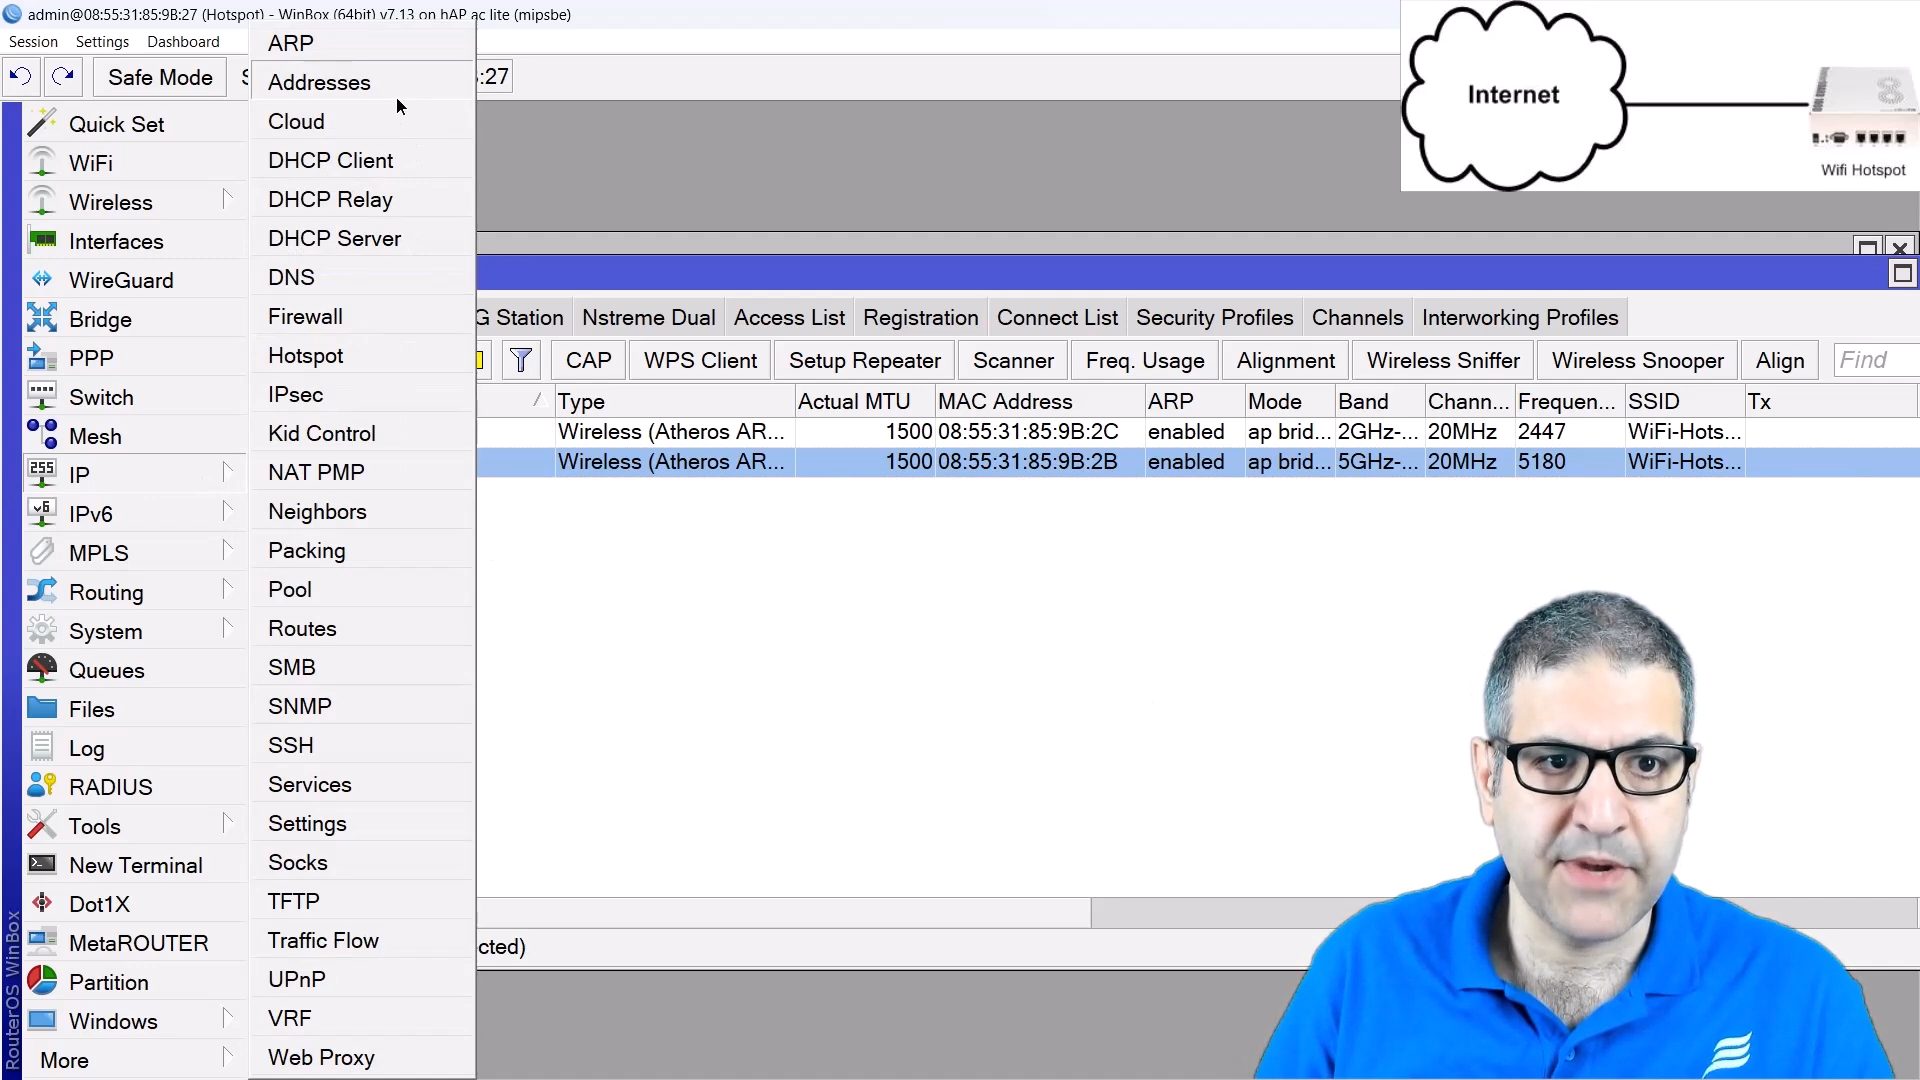 admin@08:55:31:85:9B:27 (Hotspot) - WinBox (64bit) v7.13 on hAP ac lite (mipsbe)
Session Settings Dashboard
Safe Mode :27
Quick Set
WiFi
Wireless
Interfaces
WireGuard
Bridge
PPP
Switch
Mesh
IP
IPv6
MPLS
Routing
System
Queues
Files
Log
RADIUS
Tools
New Terminal
Dot1X
MetaROUTER
Partition
Windows
More
RouterOS WinBox
ARP
Addresses
Cloud
DHCP Client
DHCP Relay
DHCP Server
DNS
Firewall
Hotspot
IPsec
Kid Control
NAT PMP
Neighbors
Packing
Pool
Routes
SMB
SNMP
SSH
Services
Settings
Socks
TFTP
Traffic Flow
UPnP
VRF
Web Proxy
Internet
Wifi Hotspot
G Station Nstreme Dual Access List Registration Connect List Security Profiles Channels Interworking Profiles
CAP WPS Client Setup Repeater Scanner Freq. Usage Alignment Wireless Sniffer Wireless Snooper Align Find
Type Actual MTU MAC Address ARP Mode Band Chann... Frequen... SSID Tx
Wireless (Atheros AR... 1500 08:55:31:85:9B:2C enabled ap brid... 2GHz-... 20MHz 2447 WiFi-Hots...
Wireless (Atheros AR... 1500 08:55:31:85:9B:2B enabled ap brid... 5GHz-... 20MHz 5180 WiFi-Hots...
cted)
255
v6